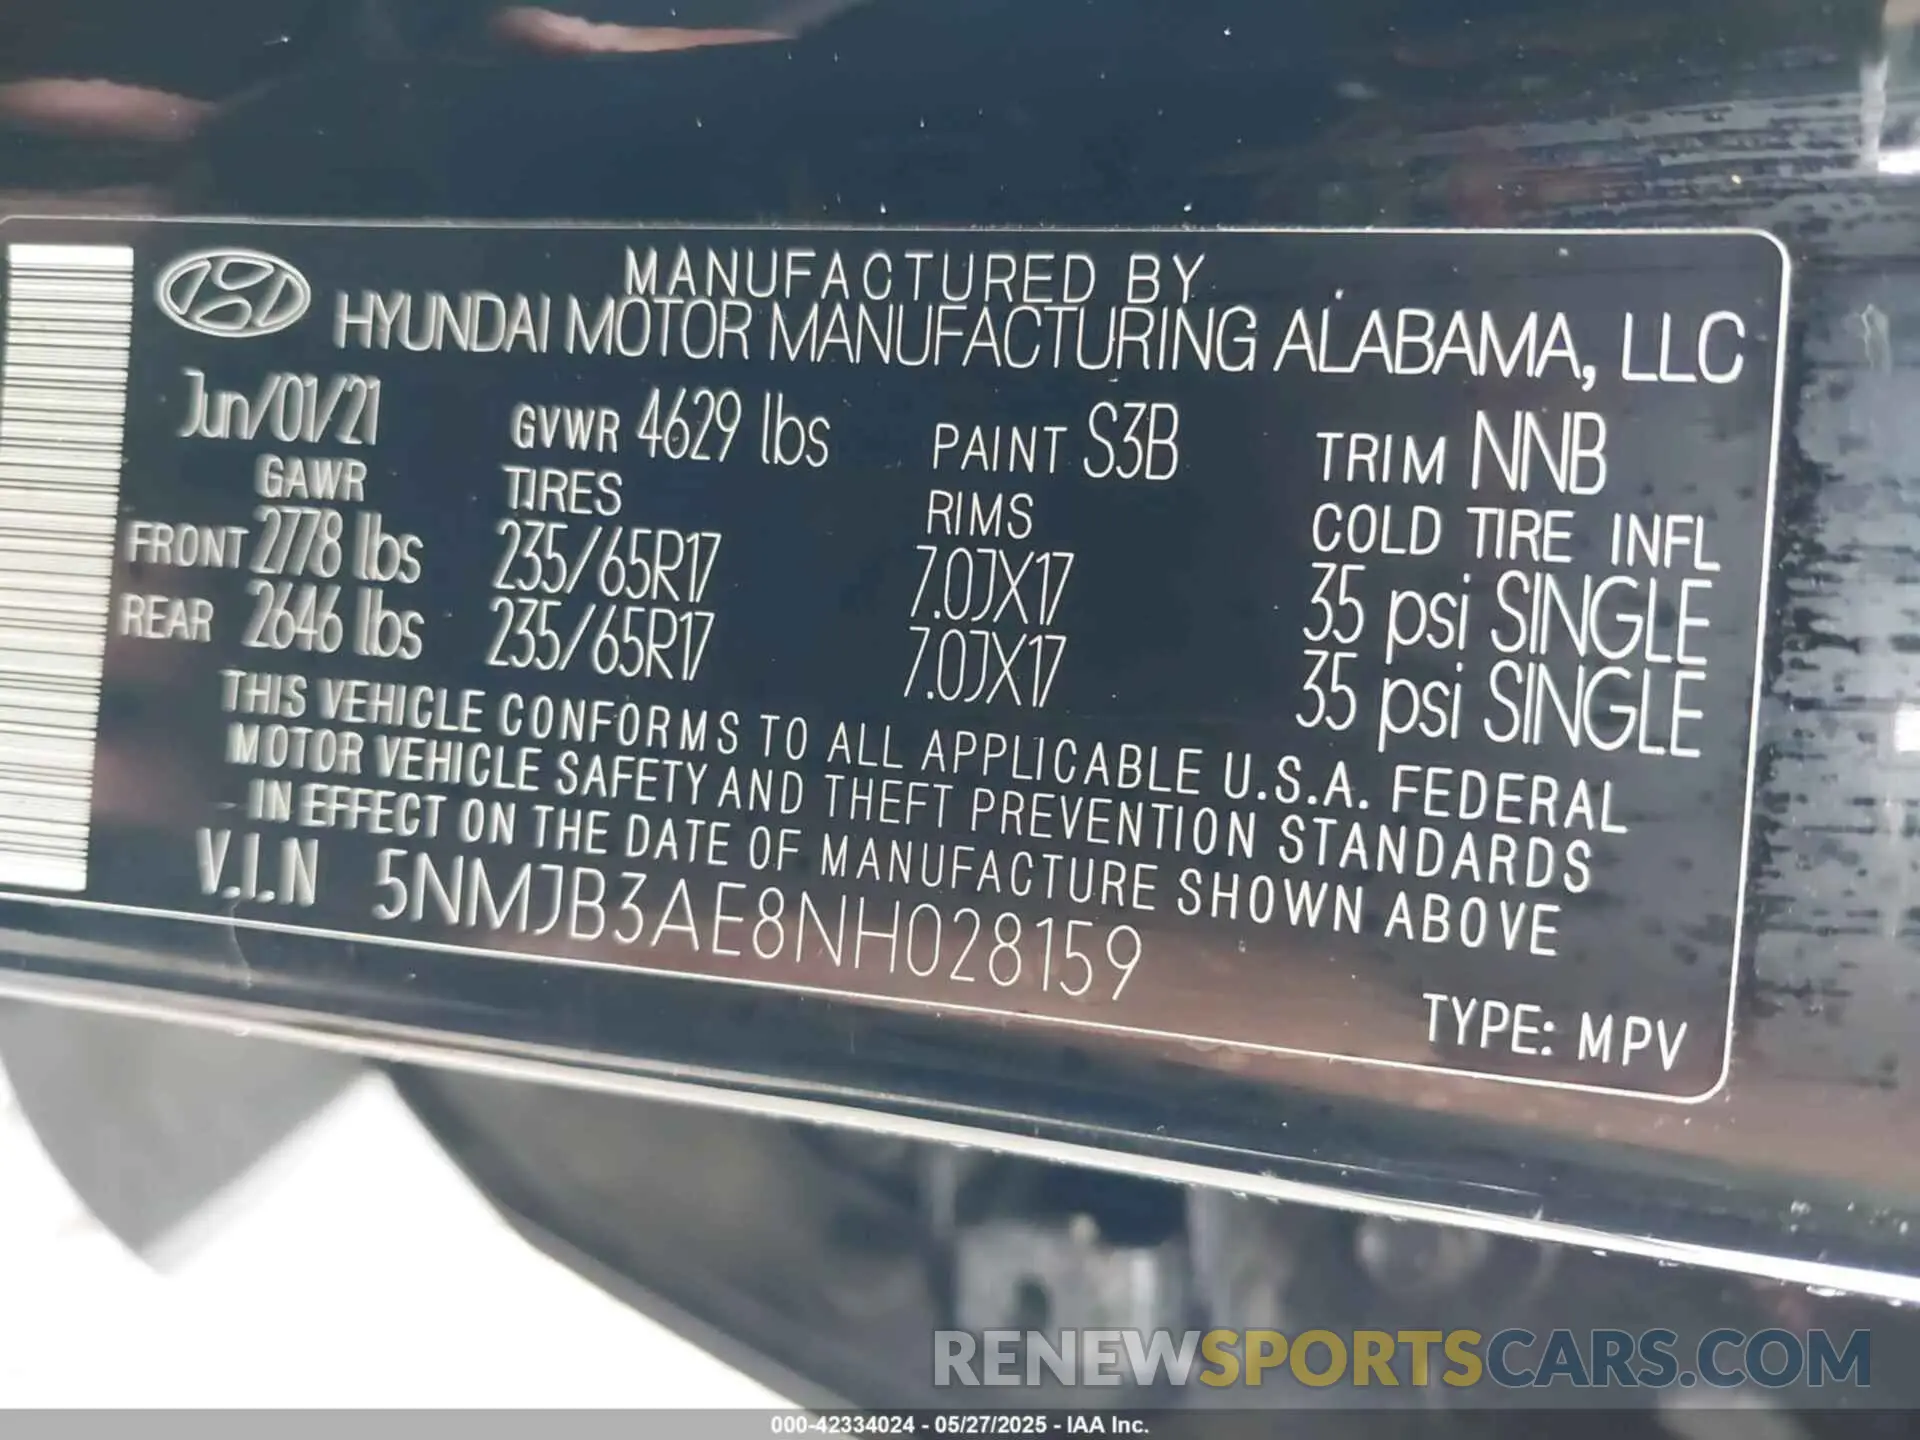 MANUFACTURED BY
HYUNDAI MOTOR MANUFACTURING ALABAMA, LLC
Jun/01/21 GVWR 4629 lbs PAINT S3B TRIM NNB
GAWR TIRES RIMS COLD TIRE INFL
FRONT 2778 lbs 235/65R17 7.0JX17 35 psi SINGLE
REAR 2646 lbs 235/65R17 7.0JX17 35 psi SINGLE
THIS VEHICLE CONFORMS TO ALL APPLICABLE U.S.A. FEDERAL
MOTOR VEHICLE SAFETY AND THEFT PREVENTION STANDARDS
IN EFFECT ON THE DATE OF MANUFACTURE SHOWN ABOVE
V.I.N 5NMJB3AE8NH028159
TYPE: MPV
RENEWSPORTSCARS.COM
000-42334024 - 05/27/2025 - IAA Inc.